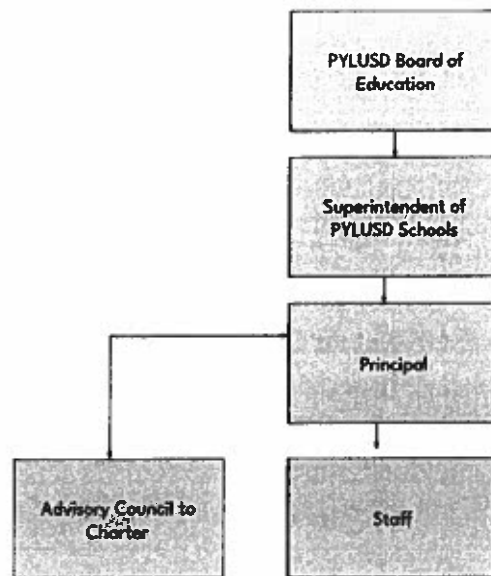 PYLUSD Board of
Education
Superintendent of
PYLUSD Schools
Principal
Advisory Council to
Charter
Staff